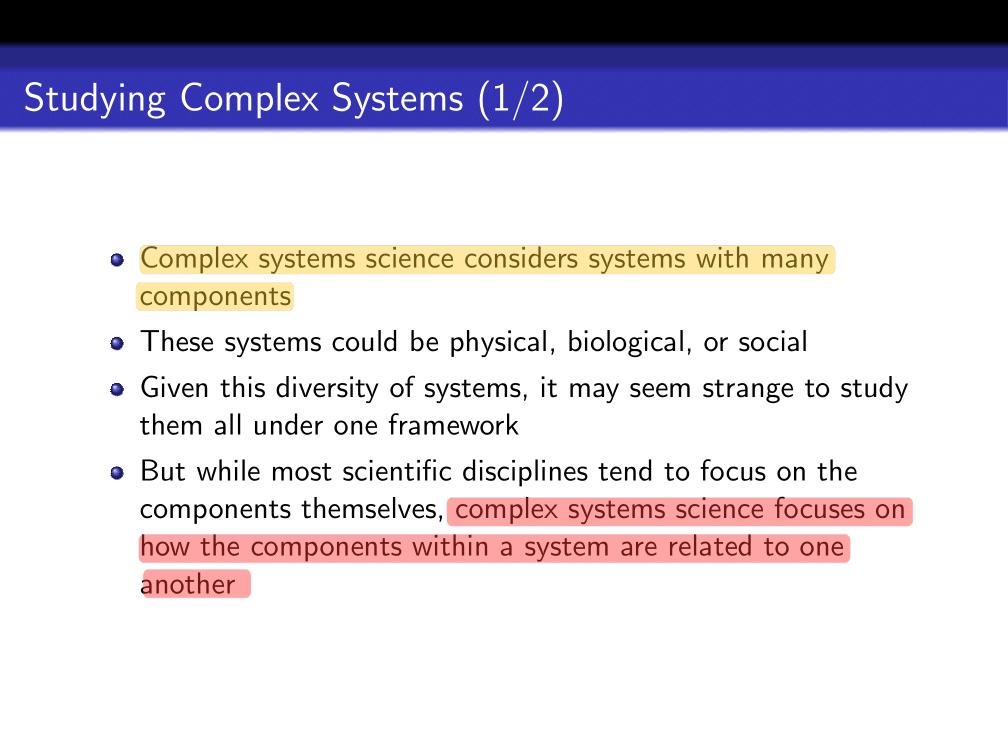 Studying Complex Systems (1/2)
Complex systems science considers systems with many
components
These systems could be physical, biological, or social
Given this diversity of systems, it may seem strange to study
them all under one framework
But while most scientific disciplines tend to focus on the
components themselves, complex systems science focuses on
how the components within a system are related to one
another